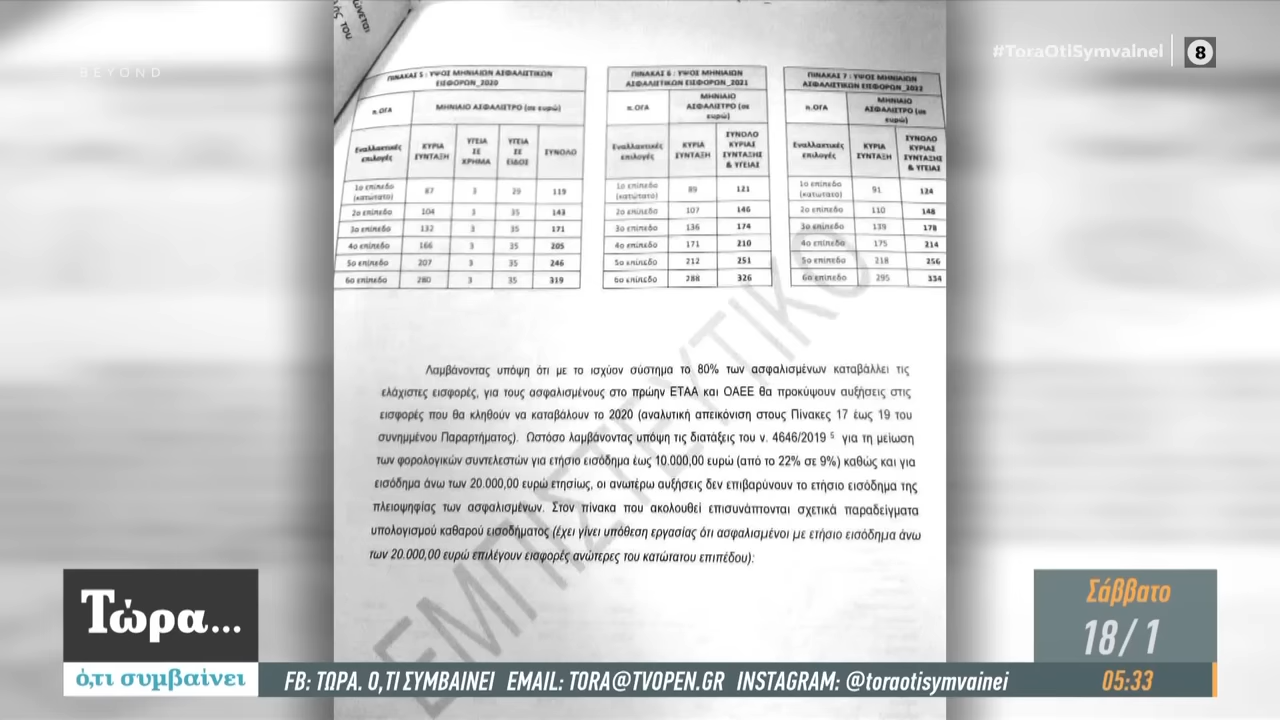 BEYOND
#ToraOtiSymvaineI
8
ΠΙΝΑΚΑΣ 5 : ΥΨΟΣ ΜΗΝΙΑΙΩΝ ΑΣΦΑΛΙΣΤΙΚΩΝ
ΕΙΣΦΟΡΩΝ_2020
π.ΟΓΑ
ΜΗΝΙΑΙΟ ΑΣΦΑΛΙΣΤΡΟ (σε ευρώ)
Εναλλακτικές επιλογές ΚΥΡΙΑ ΣΥΝΤΑΞΗ ΥΓΕΙΑ ΣΕ ΧΡΗΜΑ ΥΓΕΙΑ ΣΕ ΕΙΔΟΣ ΣΥΝΟΛΟ
1ο επίπεδο (κατώτατο) 87 3 29 119
2ο επίπεδο 104 3 35 143
3ο επίπεδο 132 3 35 171
4ο επίπεδο 166 3 35 205
5ο επίπεδο 207 3 35 246
6ο επίπεδο 280 3 35 319
ΠΙΝΑΚΑΣ 6 : ΥΨΟΣ ΜΗΝΙΑΙΩΝ
ΑΣΦΑΛΙΣΤΙΚΩΝ ΕΙΣΦΟΡΩΝ_2021
π.ΟΓΑ
ΜΗΝΙΑΙΟ
ΑΣΦΑΛΙΣΤΡΟ (σε
ευρώ)
Εναλλακτικές επιλογές ΚΥΡΙΑ ΣΥΝΤΑΞΗ ΣΥΝΟΛΟ ΚΥΡΙΑΣ ΣΥΝΤΑΞΗΣ & ΥΓΕΙΑΣ
1ο επίπεδο (κατώτατο) 89 121
2ο επίπεδο 107 146
3ο επίπεδο 136 174
4ο επίπεδο 171 210
5ο επίπεδο 212 251
6ο επίπεδο 288 326
ΠΙΝΑΚΑΣ 7 : ΥΨΟΣ ΜΗΝΙΑΙΩΝ
ΑΣΦΑΛΙΣΤΙΚΩΝ ΕΙΣΦΟΡΩΝ_2022
π.ΟΓΑ
ΜΗΝΙΑΙΟ
ΑΣΦΑΛΙΣΤΡΟ (σε
ευρώ)
Εναλλακτικές επιλογές ΚΥΡΙΑ ΣΥΝΤΑΞΗ ΣΥΝΟΛΟ ΚΥΡΙΑΣ ΣΥΝΤΑΞΗΣ & ΥΓΕΙΑΣ
1ο επίπεδο (κατώτατο) 91 124
2ο επίπεδο 110 148
3ο επίπεδο 139 178
4ο επίπεδο 175 214
5ο επίπεδο 218 256
6ο επίπεδο 295 334
Λαμβάνοντας υπόψη ότι με το ισχύον σύστημα το 80% των ασφαλισμένων καταβάλλει τις
ελάχιστες εισφορές, για τους ασφαλισμένους στο πρώην ΕΤΑΑ και ΟΑΕΕ θα προκύψουν αυξήσεις στις
εισφορές που θα κληθούν να καταβάλουν το 2020 (αναλυτική απεικόνιση στους Πίνακες 17 έως 19 του
συνημμένου Παραρτήματος). Ωστόσο λαμβάνοντας υπόψη τις διατάξεις του ν. 4646/2019 ⁵ για τη μείωση
των φορολογικών συντελεστών για ετήσιο εισόδημα έως 10.000,00 ευρώ (από το 22% σε 9%) καθώς και για
εισόδημα άνω των 20.000,00 ευρώ ετησίως, οι ανωτέρω αυξήσεις δεν επιβαρύνουν το ετήσιο εισόδημα της
πλειοψηφίας των ασφαλισμένων. Στον πίνακα που ακολουθεί επισυνάπτονται σχετικά παραδείγματα
υπολογισμού καθαρού εισοδήματος (έχει γίνει υπόθεση εργασίας ότι ασφαλισμένοι με ετήσιο εισόδημα άνω
των 20.000,00 ευρώ επιλέγουν εισφορές ανώτερες του κατώτατου επιπέδου):
ΕΜΠΙΣΤΕΥΤΙΚΟ
Τώρα...
ό,τι συμβαίνει
Σάββατο
18/1
05:33
FB: ΤΩΡΑ. Ο,ΤΙ ΣΥΜΒΑΙΝΕΙ EMAIL: TORA@TVOPEN.GR INSTAGRAM: @toraotisymvainei